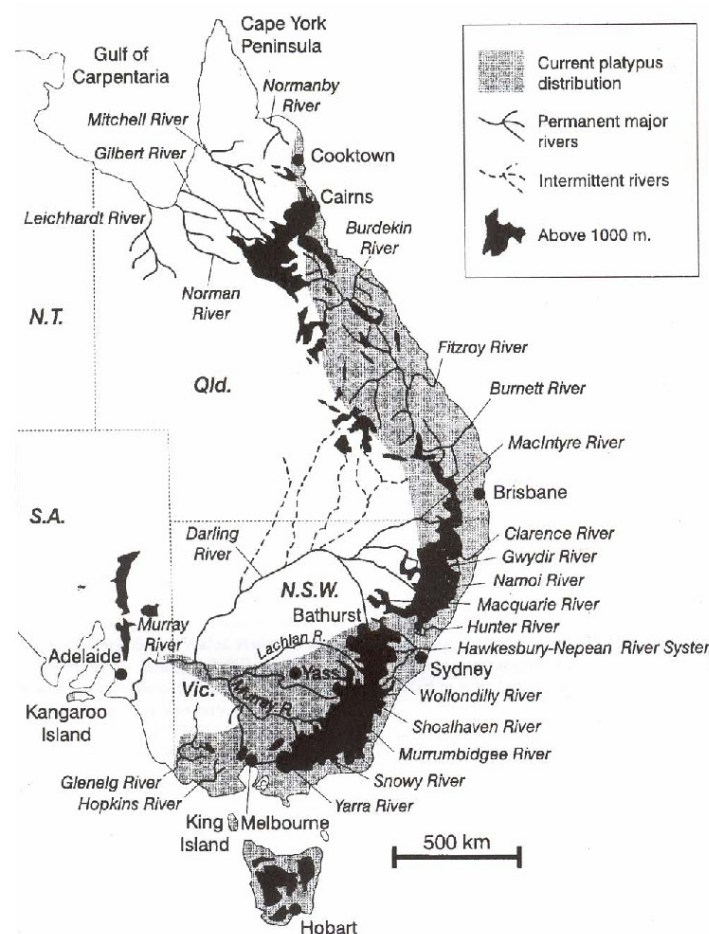 Cape York
Peninsula
Gulf of
Carpentaria
Normanby
River
Mitchell River
Gilbert River
Cooktown
Cairns
Leichhardt River
Burdekin
River
Norman
River
N.T.
Qld.
Fitzroy River
Burnett River
MacIntyre River
Brisbane
S.A.
Darling
River
Clarence River
Gwydir River
N.S.W.
Namoi River
Bathurst
Macquarie River
Murray
River
Lachlan R.
Hunter River
Hawkesbury-Nepean River System
Adelaide
Yass
Sydney
Vic.
Murray R.
Wollondilly River
Kangaroo
Island
Shoalhaven River
Murrumbidgee River
Glenelg River
Snowy River
Hopkins River
Yarra River
King
Island
Melbourne
Hobart
500 km
Current platypus
distribution
Permanent major
rivers
Intermittent rivers
Above 1000 m.